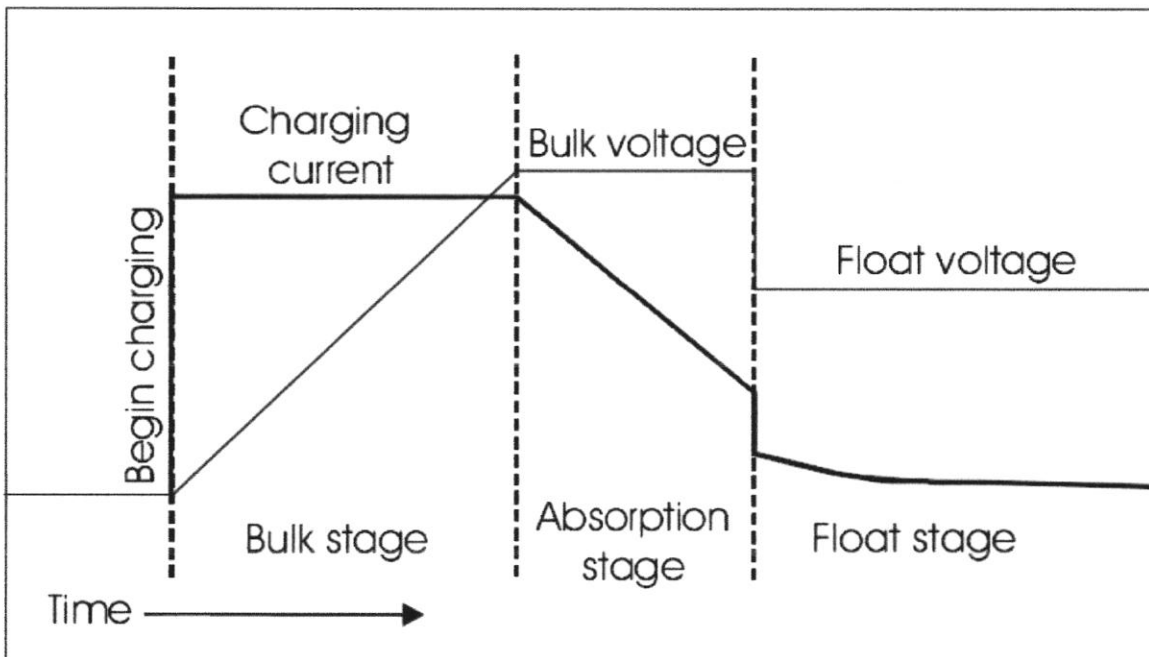 Charging
current
Bulk voltage
Float voltage
Begin charging
Bulk stage
Absorption
stage
Float stage
Time